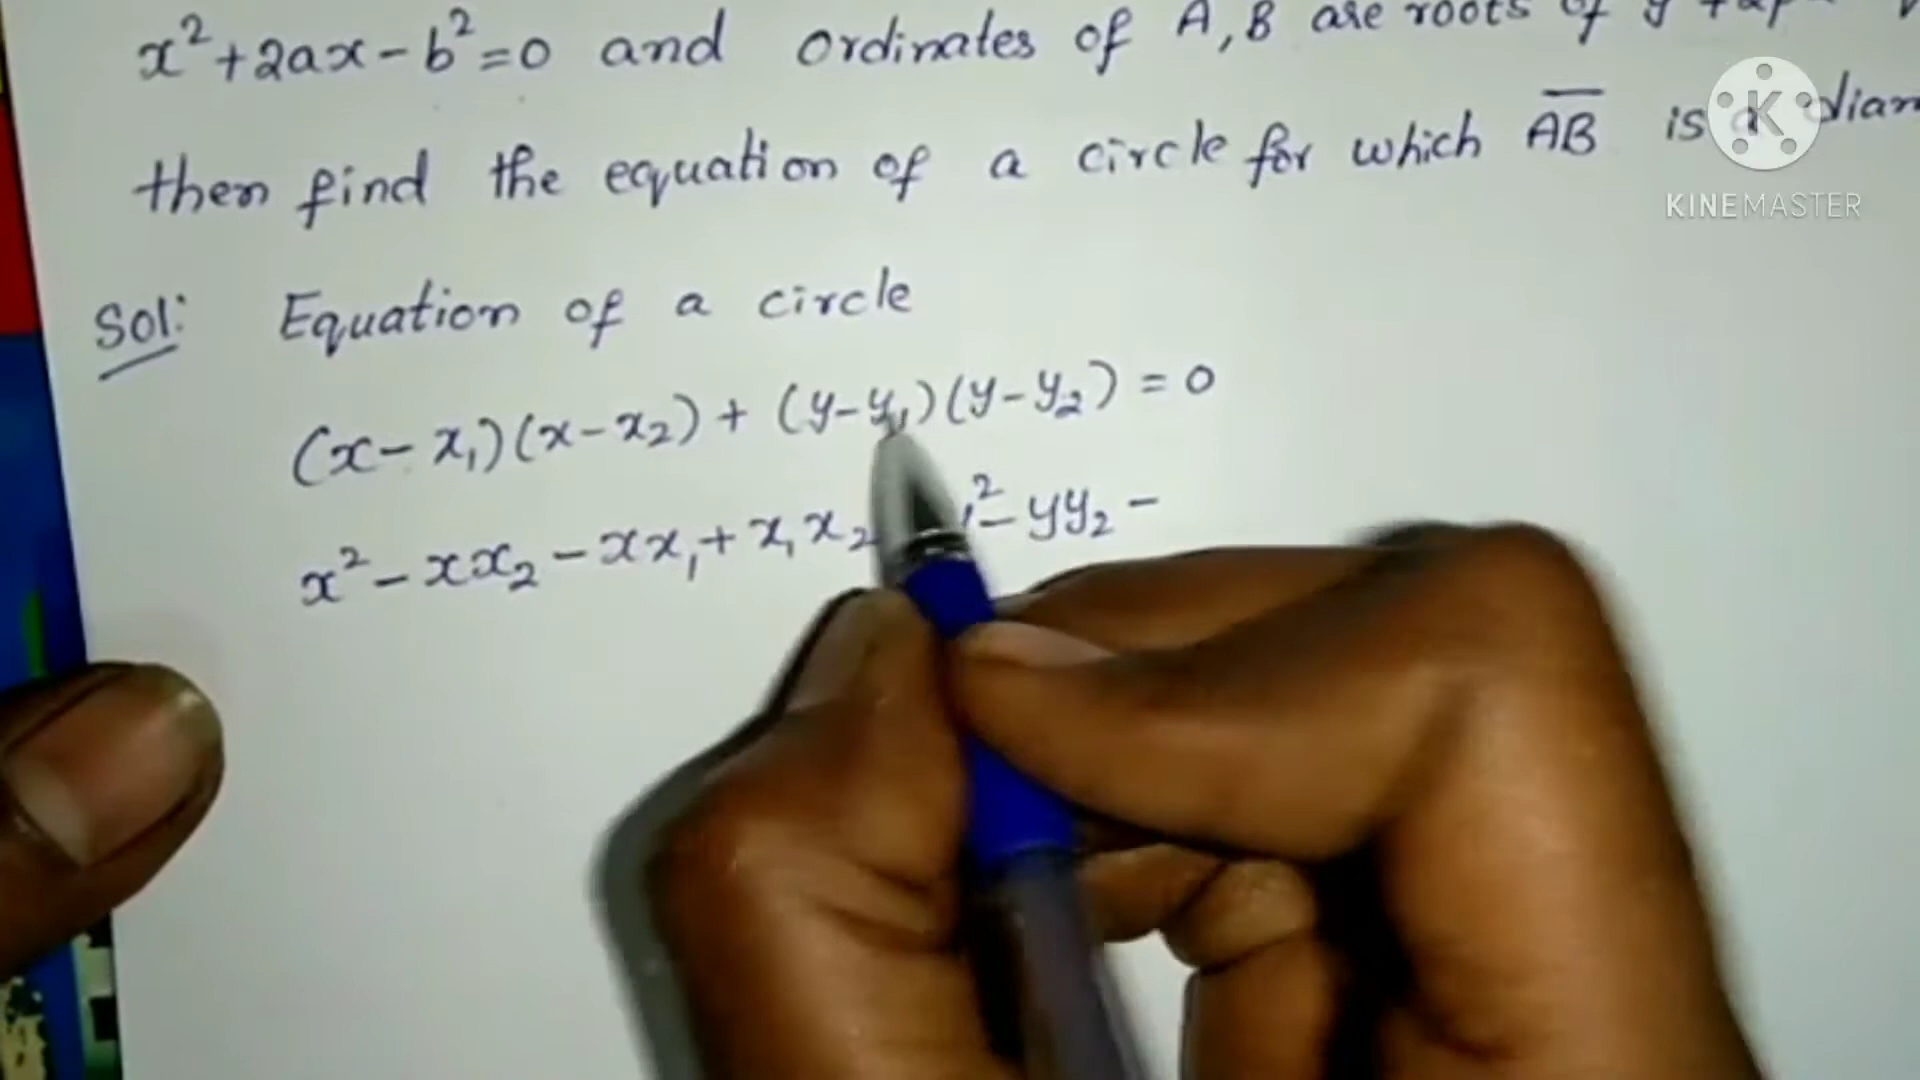 x²+2ax-b²=0 and ordinates of A,B are roots of
then find the equation of a circle for which A̅B̅ is a
KINEMASTER
Sol: Equation of a circle
(x-x₁)(x-x₂)+(y-y₁)(y-y₂)=0
x²-xx₂-xx₁+x₁x₂ ²-yy₂-